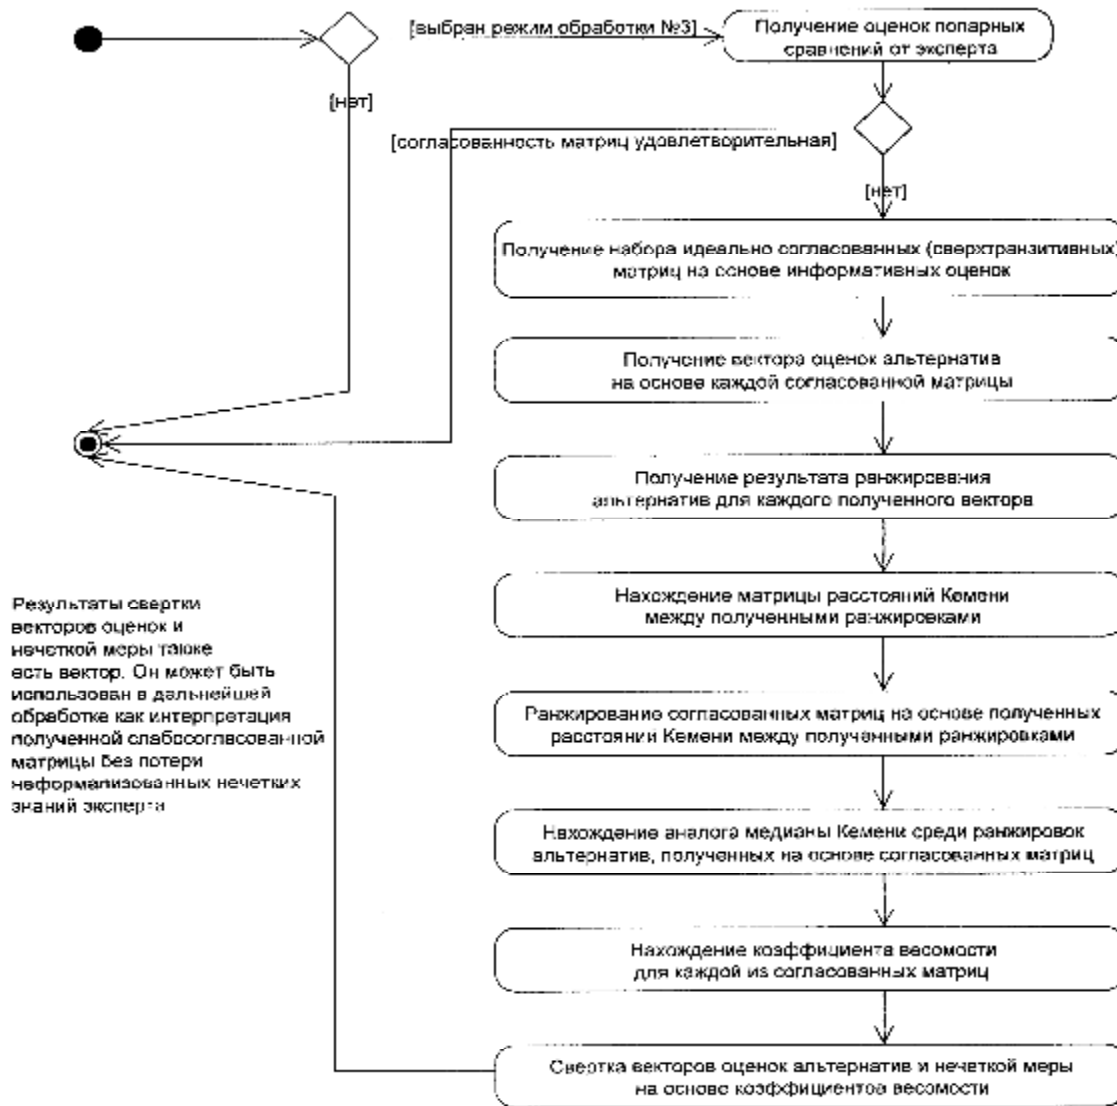 [выбран режим обработки №3]
Получение оценок попарных
сравнений от эксперта
[нет]
[согласованность матриц удовлетворительная]
[нет]
Получение набора идеально согласованных (сверхтранзитивных)
матриц на основе информативных оценок
Получение вектора оценок альтернатив
на основе каждой согласованной матрицы
Получение результата ранжирования
альтернатив для каждого полученного вектора
Нахождение матрицы расстояний Кемени
между полученными ранжировками
Результаты свертки
векторов оценок и
нечеткой меры также
есть вектор. Он может быть
использован в дальнейшей
обработке как интерпретация
полученной слабосогласованной
матрицы без потери
неформализованных нечетких
знаний эксперта
Ранжирование согласованных матриц на основе полученных
расстоянии Кемени между полученными ранжировками
Нахождение аналога медианы Кемени среди ранжировок
альтернатив, полученных на основе согласованных матриц
Нахождение коэффициента весомости
для каждой из согласованных матриц
Свертка векторов оценок альтернатив и нечеткой меры
на основе коэффициентов весомости